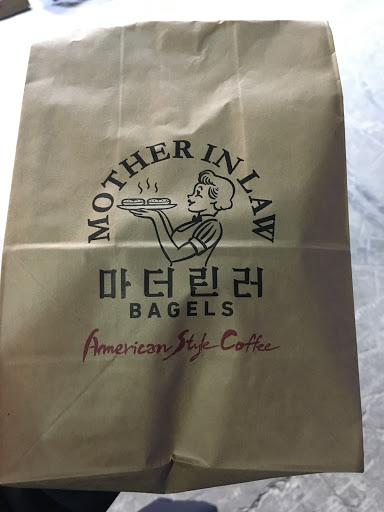 MOTHER IN LAW
마더린러
BAGELS
American Style Coffee